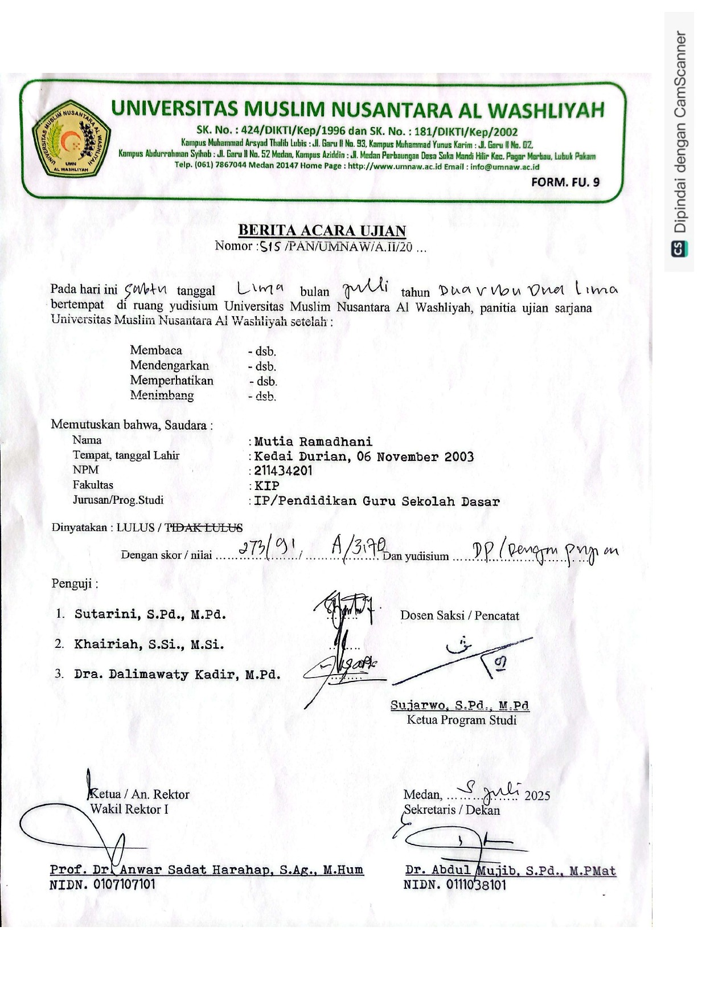 UNIVERSITAS MUSLIM NUSANTARA AL WASHLIYAH
SK. No. : 424/DIKTI/Kep/1996 dan SK. No. : 181/DIKTI/Kep/2002
Kampus Muhammad Arsyad Thalib Lubis : Jl. Garu II No. 93, Kampus Muhammad Yunus Karim : Jl. Garu II No. 02,
Kampus Abdurrahman Syihab : Jl. Garu II No. 52 Medan, Kampus Aziddin : Jl. Medan Perbaungan Desa Suka Mandi Hilir Kec. Pagar Merbau, Lubuk Pakam
Telp. (061) 7867044 Medan 20147 Home Page : http://www.umnaw.ac.id Email : info@umnaw.ac.id
FORM. FU. 9
UNIVERSITAS MUSLIM NUSANTARA AL WASHLIYAH
UMN
AL WASHLIYAH
BERITA ACARA UJIAN
Nomor : 515 /PAN/UMNAW/A.II/20 ...
Pada hari ini Sabtu tanggal Lima bulan Juli tahun Dua ribu Dua lima
bertempat di ruang yudisium Universitas Muslim Nusantara Al Washliyah, panitia ujian sarjana
Universitas Muslim Nusantara Al Washliyah setelah :
Membaca - dsb.
Mendengarkan - dsb.
Memperhatikan - dsb.
Menimbang - dsb.
Memutuskan bahwa, Saudara :
Nama : Mutia Ramadhani
Tempat, tanggal Lahir : Kedai Durian, 06 November 2003
NPM : 211434201
Fakultas : KIP
Jurusan/Prog.Studi : IP/Pendidikan Guru Sekolah Dasar
Dinyatakan : LULUS / TIDAK LULUS
Dengan skor / nilai 273/91 / A/3,70 Dan yudisium DP/Dengan pujian
Penguji :
1. Sutarini, S.Pd., M.Pd.
Dosen Saksi / Pencatat
2. Khairiah, S.Si., M.Si.
3. Dra. Dalimawaty Kadir, M.Pd.
Sujarwo, S.Pd., M.Pd
Ketua Program Studi
Ketua / An. Rektor
Wakil Rektor I
Medan, 5 Juli 2025
Sekretaris / Dekan
Prof. Dr. Anwar Sadat Harahap, S.Ag., M.Hum
NIDN. 0107107101
Dr. Abdul Mujib, S.Pd., M.PMat
NIDN. 0111038101
CS Dipindai dengan CamScanner